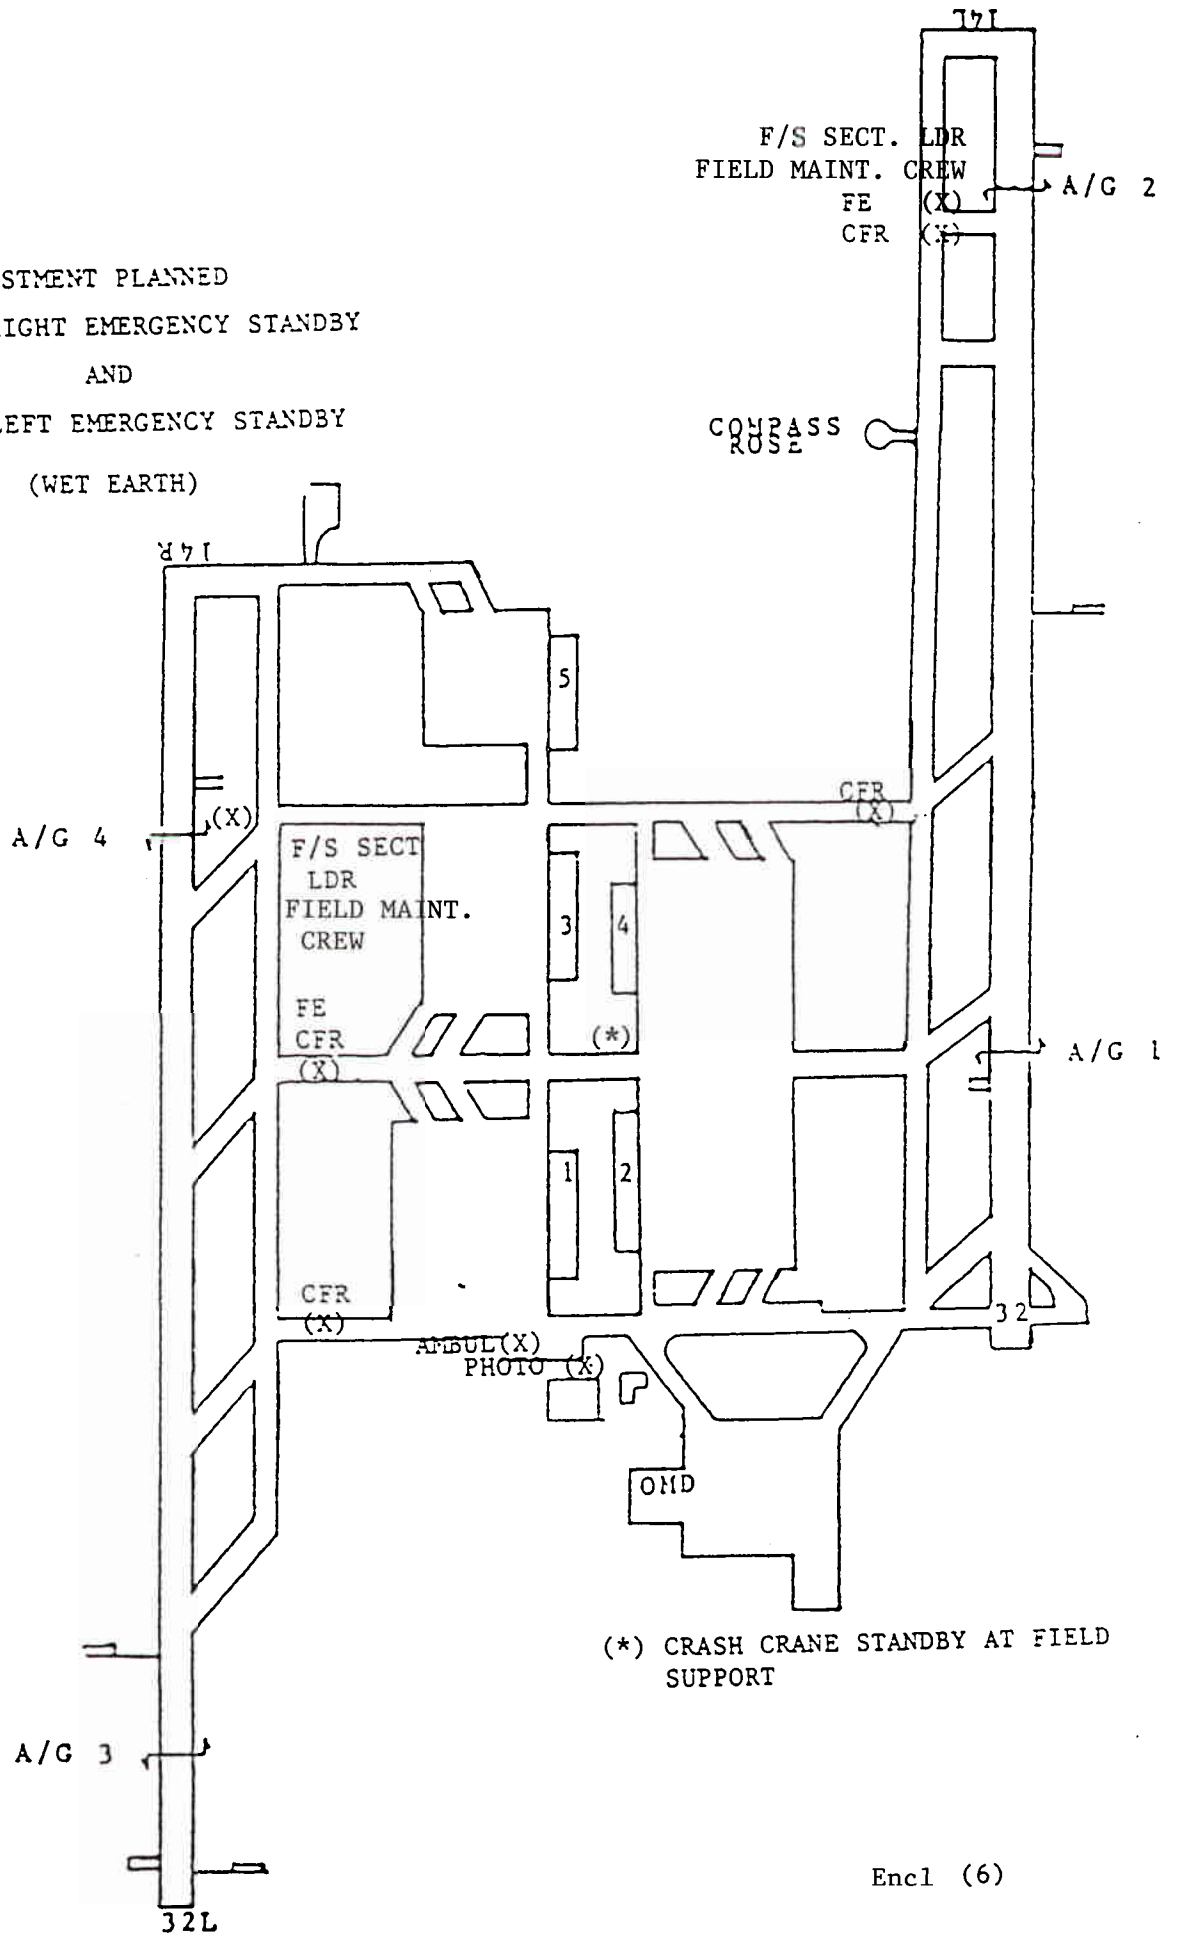 14L
F/S SECT. LDR
FIELD MAINT. CREW
FE (X)
CFR (X)
A/G 2
STMENT PLANNED
IGHT EMERGENCY STANDBY
AND
LEFT EMERGENCY STANDBY
(WET EARTH)
COMPASS
ROSE
14R
5
CFR
(X)
(X)
A/G 4
F/S SECT
LDR
FIELD MAINT.
CREW
3
4
FE
CFR
(X)
(*)
A/G 1
1
2
CFR
(X)
32
AMBUL(X)
PHOTO (X)
OMD
(*) CRASH CRANE STANDBY AT FIELD
SUPPORT
A/G 3
Encl (6)
32L